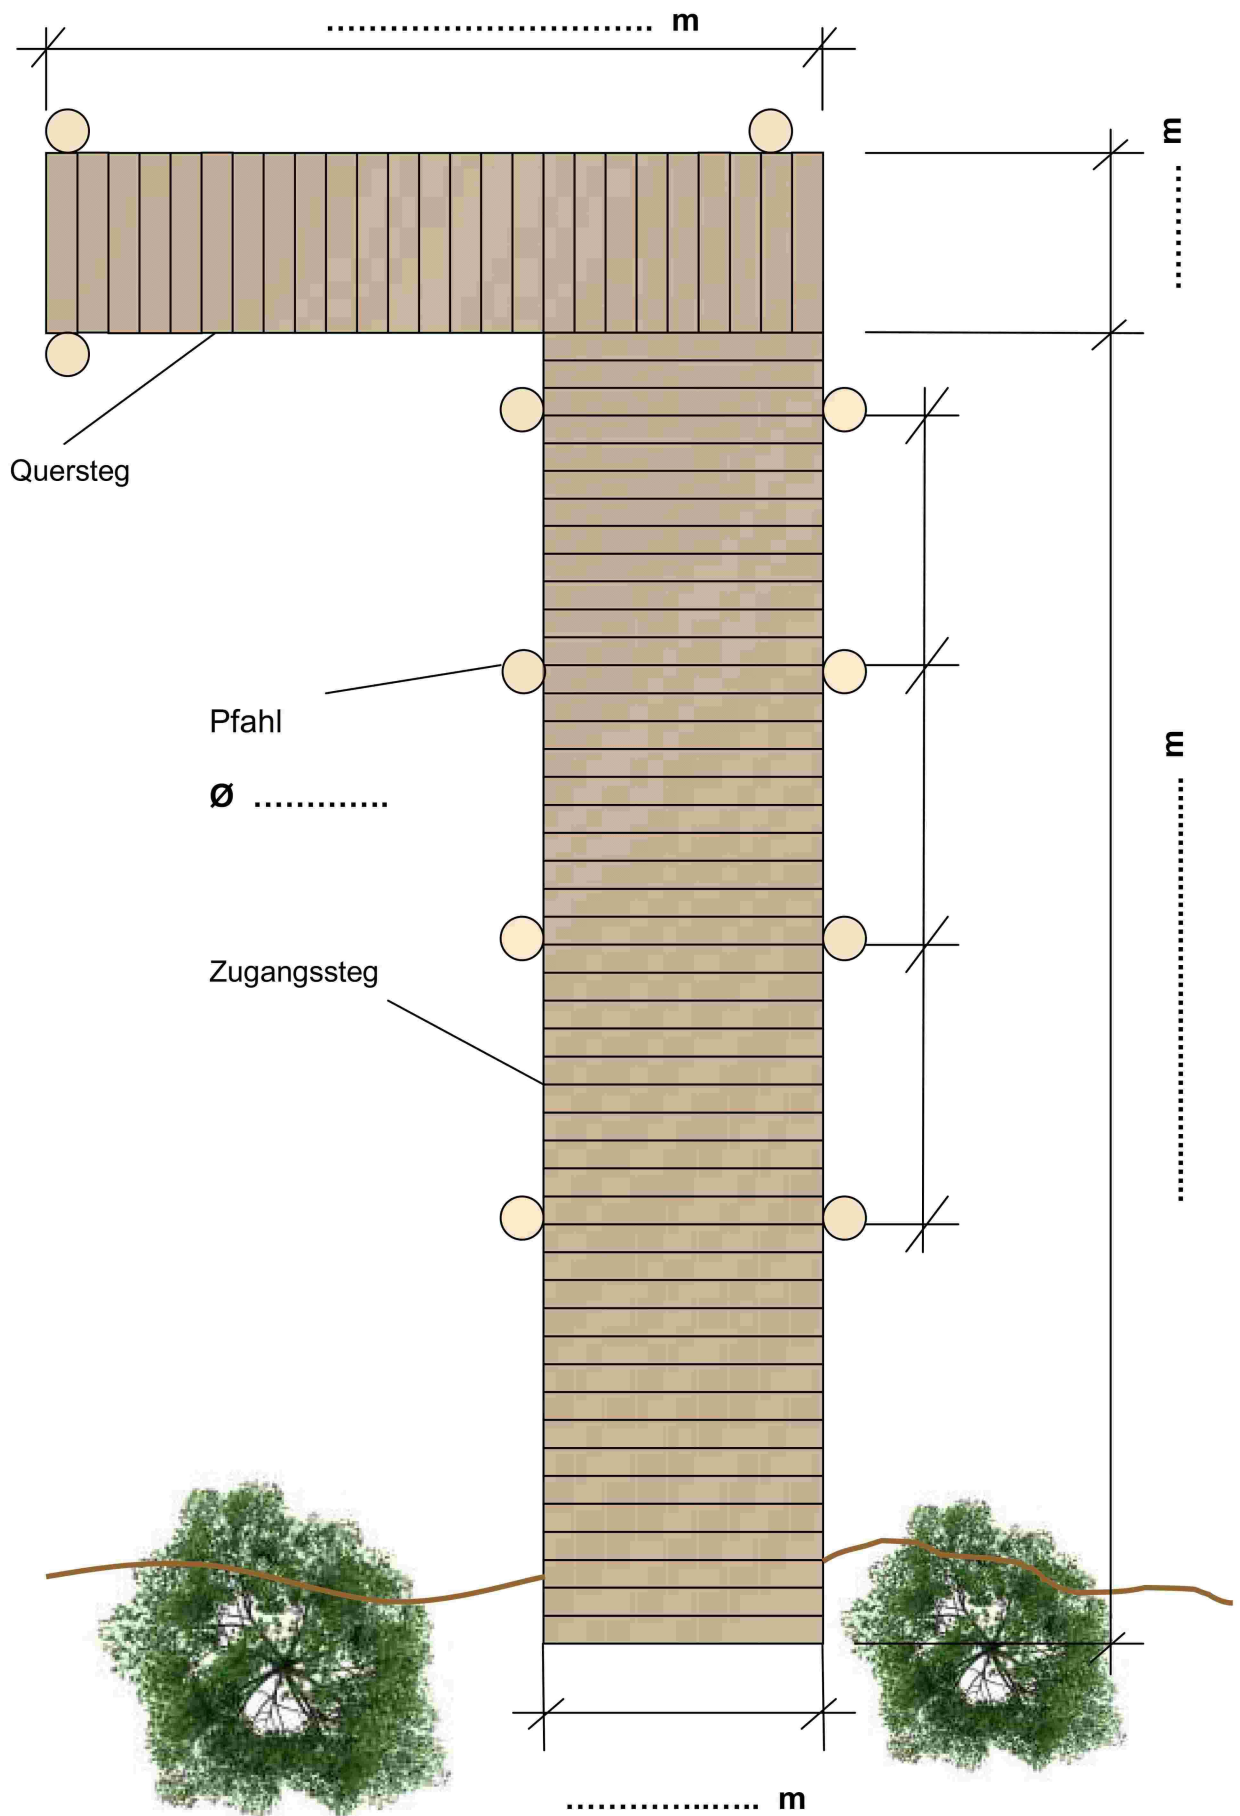 .............................. m
m ............
Quersteg
Pfahl
Ø .............
m ........................................
Zugangssteg
..................... m